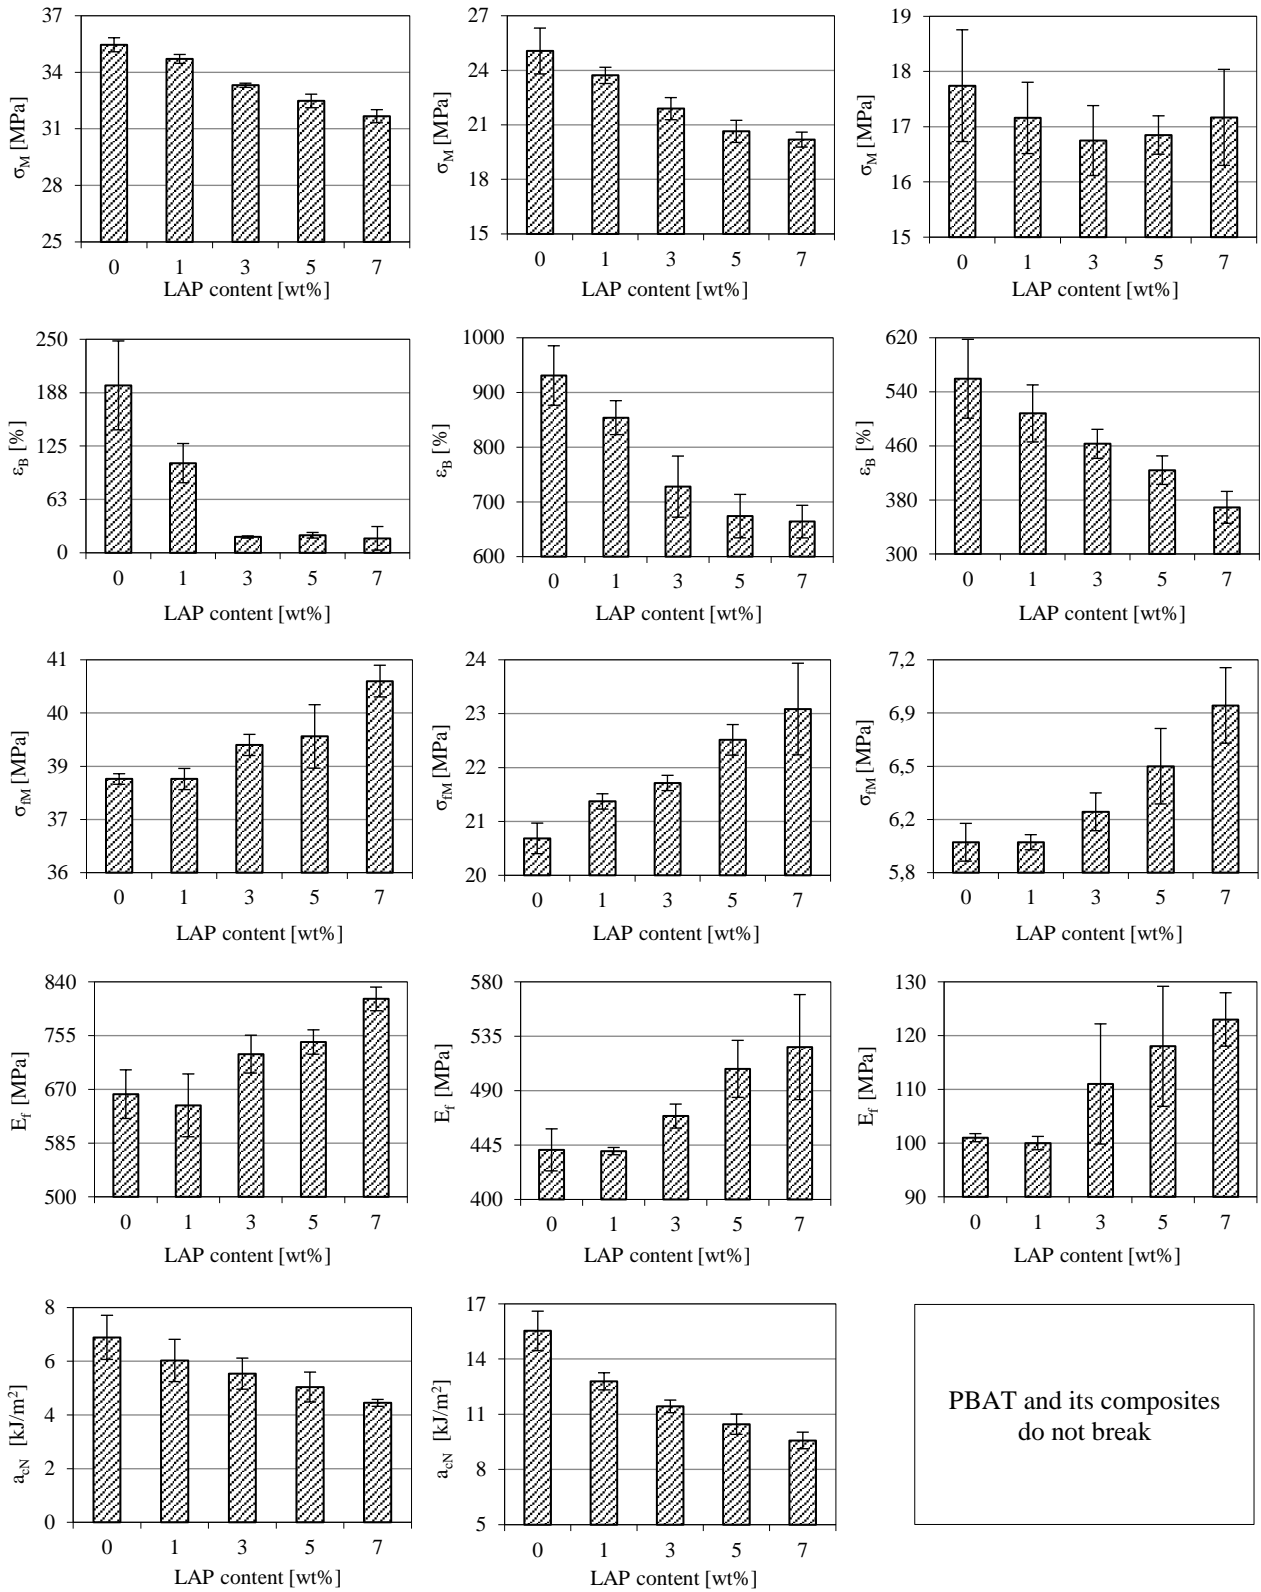 37
34
31
28
25
σM [MPa]
0 1 3 5 7
LAP content [wt%]
27
24
21
18
15
σM [MPa]
0 1 3 5 7
LAP content [wt%]
19
18
17
16
15
σM [MPa]
0 1 3 5 7
LAP content [wt%]
250
188
125
63
0
εB [%]
0 1 3 5 7
LAP content [wt%]
1000
900
800
700
600
εB [%]
0 1 3 5 7
LAP content [wt%]
620
540
460
380
300
εB [%]
0 1 3 5 7
LAP content [wt%]
41
40
39
37
36
σfM [MPa]
0 1 3 5 7
LAP content [wt%]
24
23
22
21
20
σfM [MPa]
0 1 3 5 7
LAP content [wt%]
7,2
6,9
6,5
6,2
5,8
σfM [MPa]
0 1 3 5 7
LAP content [wt%]
840
755
670
585
500
Ef [MPa]
0 1 3 5 7
LAP content [wt%]
580
535
490
445
400
Ef [MPa]
0 1 3 5 7
LAP content [wt%]
130
120
110
100
90
Ef [MPa]
0 1 3 5 7
LAP content [wt%]
8
6
4
2
0
acN [kJ/m²]
0 1 3 5 7
LAP content [wt%]
17
14
11
8
5
acN [kJ/m²]
0 1 3 5 7
LAP content [wt%]
PBAT and its composites
do not break